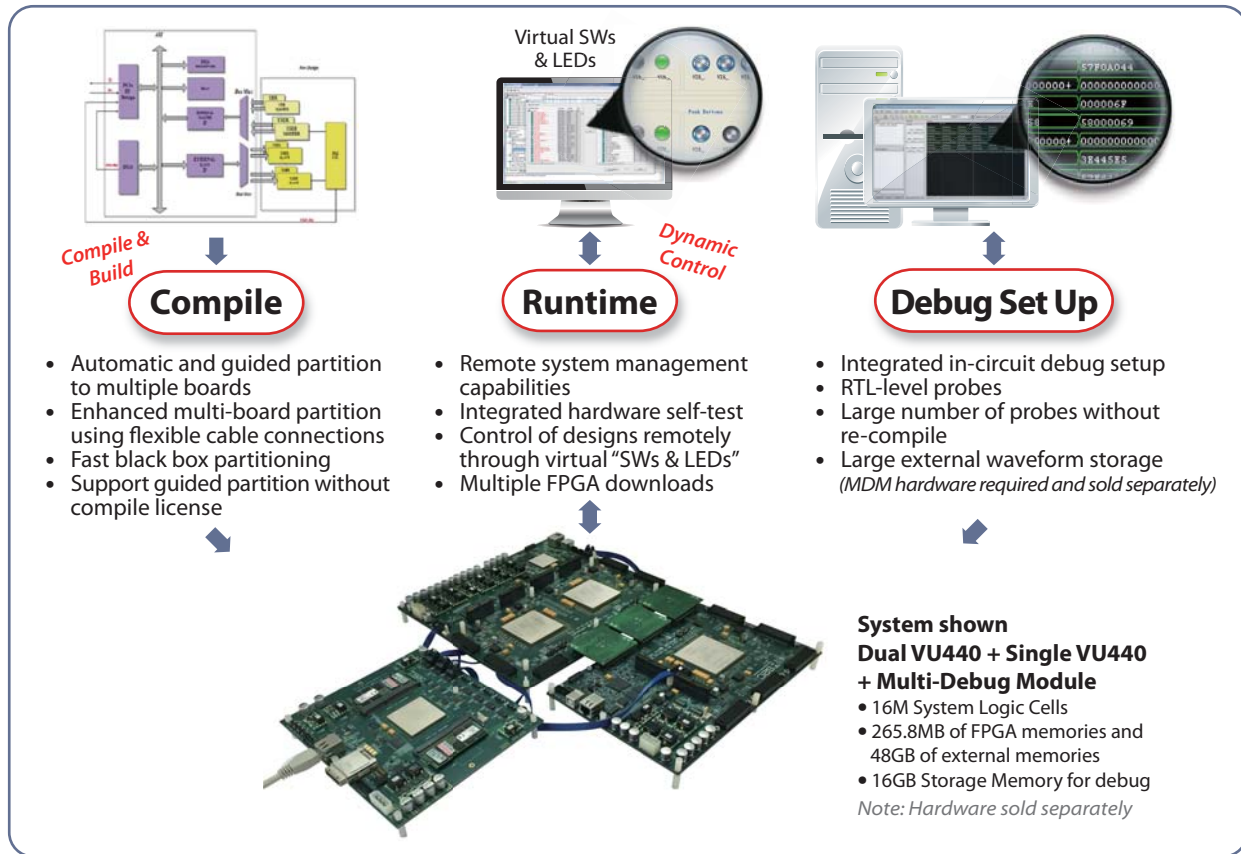 Virtual SWs
& LEDs
57F0A044
000006F
58000069
3E445E5
Push Buttons
Compile &
Build
Dynamic
Control
Compile
Runtime
Debug Set Up
• Automatic and guided partition
to multiple boards
• Enhanced multi-board partition
using flexible cable connections
• Fast black box partitioning
• Support guided partition without
compile license
• Remote system management
capabilities
• Integrated hardware self-test
• Control of designs remotely
through virtual “SWs & LEDs”
• Multiple FPGA downloads
• Integrated in-circuit debug setup
• RTL-level probes
• Large number of probes without
re-compile
• Large external waveform storage
(MDM hardware required and sold separately)
System shown
Dual VU440 + Single VU440
+ Multi-Debug Module
• 16M System Logic Cells
• 265.8MB of FPGA memories and
48GB of external memories
• 16GB Storage Memory for debug
Note: Hardware sold separately